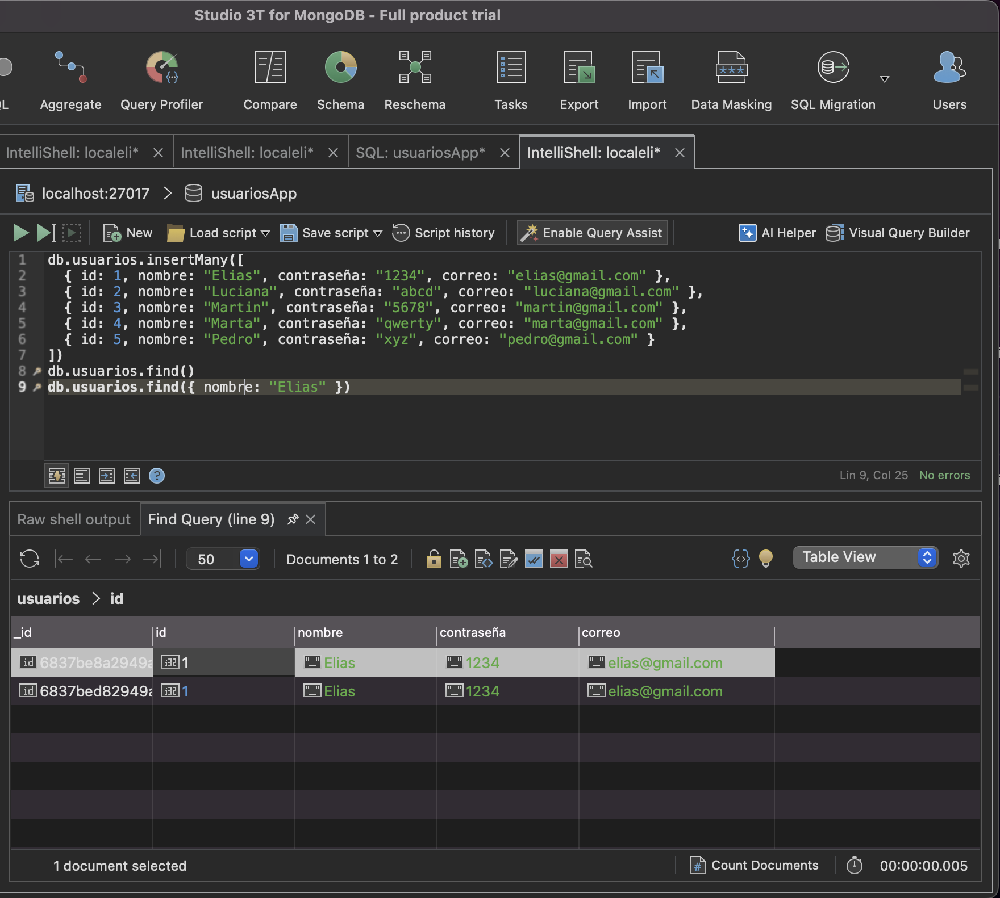 Studio 3T for MongoDB - Full product trial
Aggregate Query Profiler Compare Schema Reschema Tasks Export Import Data Masking SQL Migration Users
IntelliShell: localeli* IntelliShell: localeli* SQL: usuariosApp* IntelliShell: localeli*
localhost:27017 usuariosApp
New Load script Save script Script history Enable Query Assist AI Helper Visual Query Builder
1 db.usuarios.insertMany([
2 { id: 1, nombre: "Elias", contraseña: "1234", correo: "elias@gmail.com" },
3 { id: 2, nombre: "Luciana", contraseña: "abcd", correo: "luciana@gmail.com" },
4 { id: 3, nombre: "Martin", contraseña: "5678", correo: "martin@gmail.com" },
5 { id: 4, nombre: "Marta", contraseña: "qwerty", correo: "marta@gmail.com" },
6 { id: 5, nombre: "Pedro", contraseña: "xyz", correo: "pedro@gmail.com" }
7 ])
8 db.usuarios.find()
9 db.usuarios.find({ nombre: "Elias" })
Lin 9, Col 25 No errors
Raw shell output Find Query (line 9)
50 Documents 1 to 2 Table View
usuarios > id
_id id nombre contraseña correo
id 6837be8a2949a i32 1 Elias 1234 elias@gmail.com
id 6837bed82949a i32 1 Elias 1234 elias@gmail.com
1 document selected Count Documents 00:00:00.005